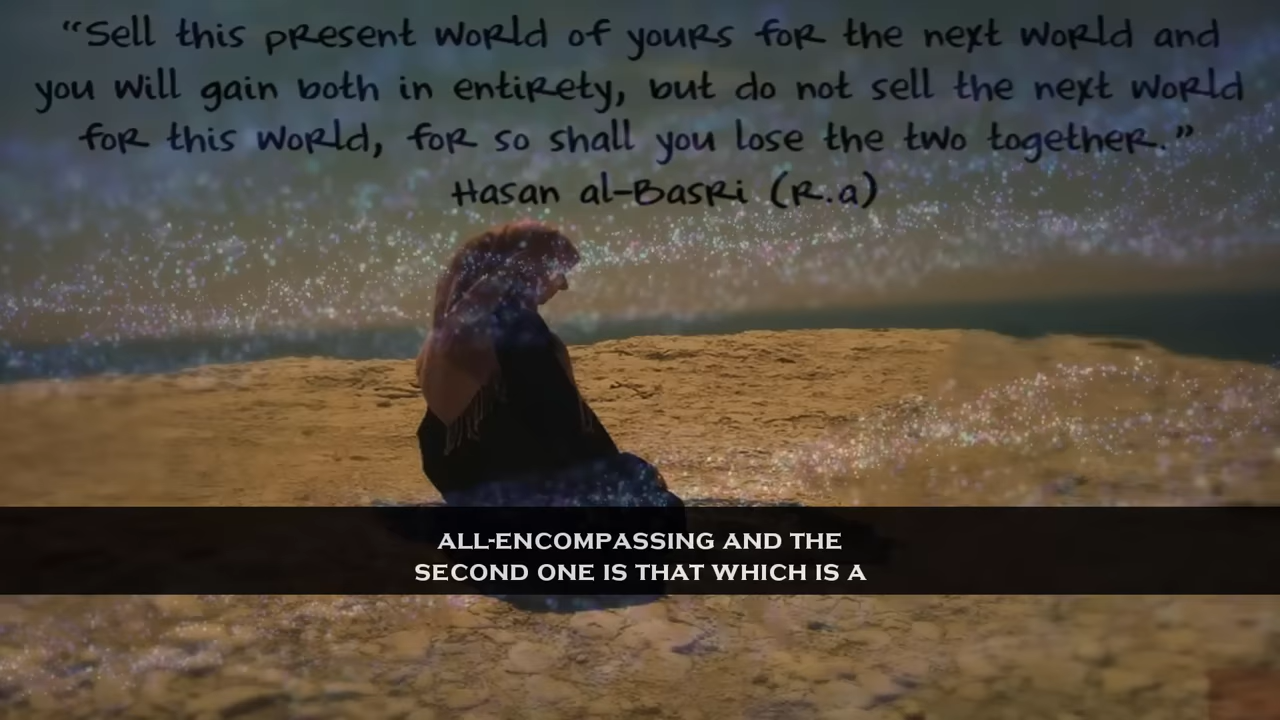 “Sell this present world of yours for the next world and
you will gain both in entirety, but do not sell the next world
for this world, for so shall you lose the two together.”
Hasan al-Basri (R.a)
ALL-ENCOMPASSING AND THE
SECOND ONE IS THAT WHICH IS A